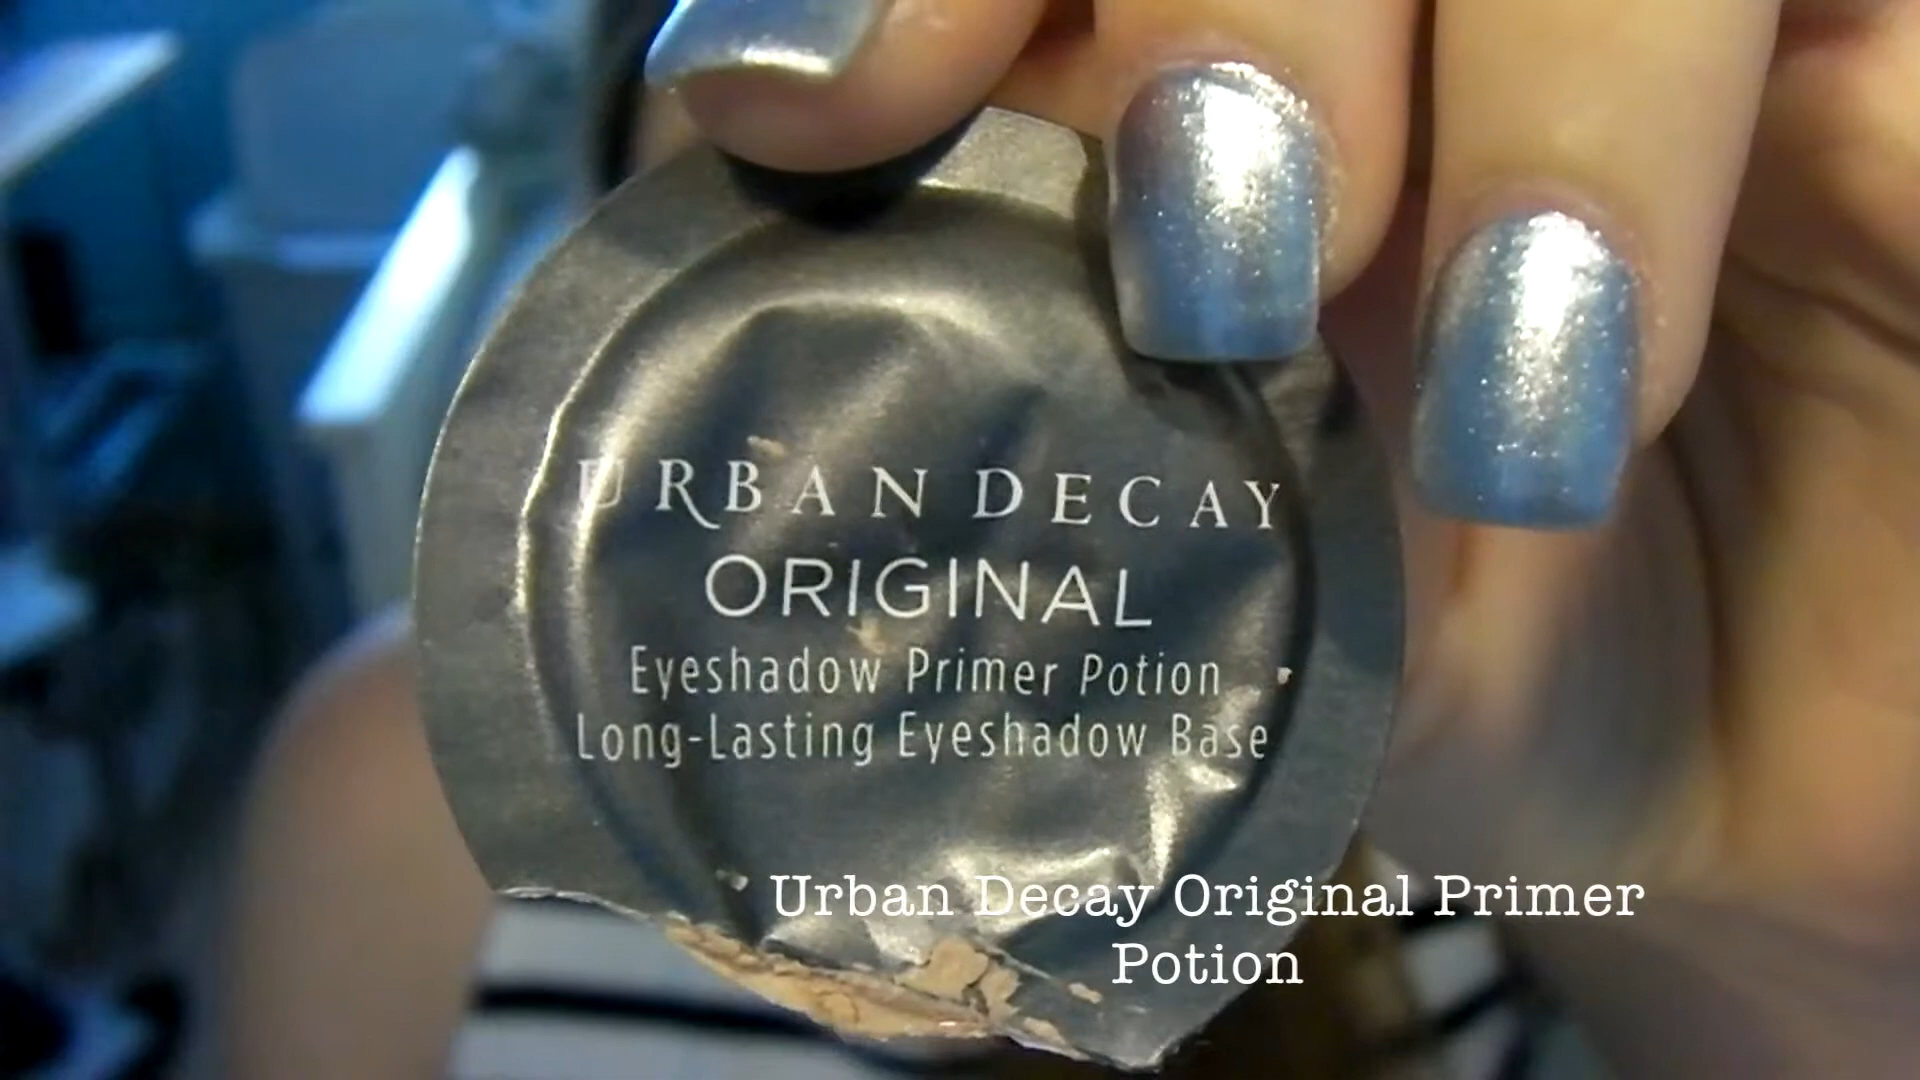 URBAN DECAY
ORIGINAL
Eyeshadow Primer Potion
Long-Lasting Eyeshadow Base
Urban Decay Original Primer
Potion